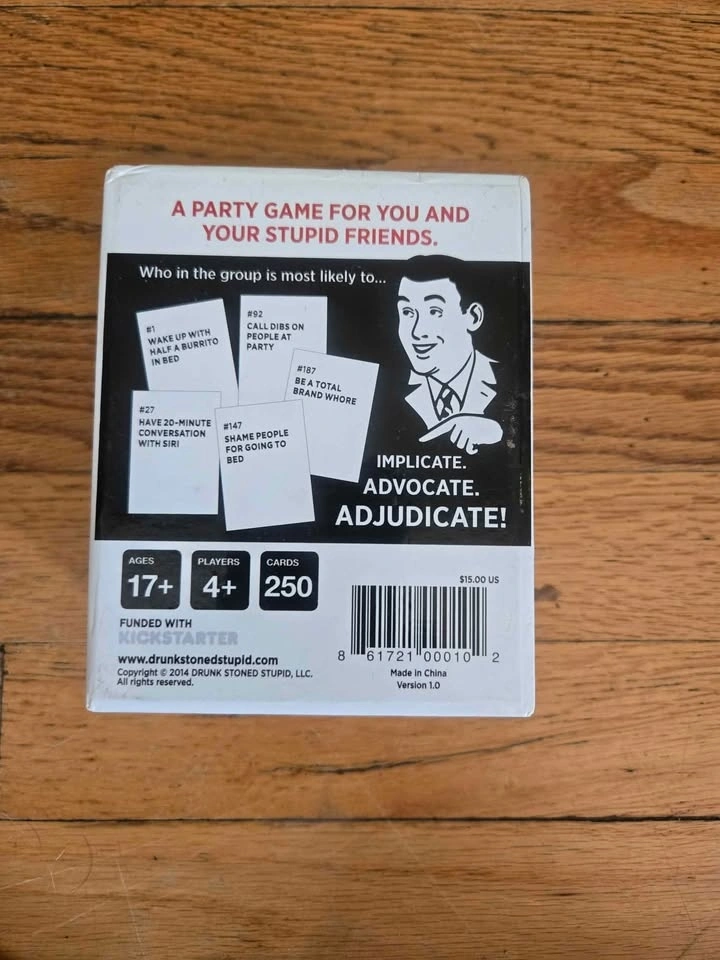 A PARTY GAME FOR YOU AND
YOUR STUPID FRIENDS.
Who in the group is most likely to...
#1
WAKE UP WITH
HALF A BURRITO
IN BED
#92
CALL DIBS ON
PEOPLE AT
PARTY
#187
BE A TOTAL
BRAND WHORE
#27
HAVE 20-MINUTE
CONVERSATION
WITH SIRI
#147
SHAME PEOPLE
FOR GOING TO
BED
IMPLICATE.
ADVOCATE.
ADJUDICATE!
AGES
17+
PLAYERS
4+
CARDS
250
FUNDED WITH
KICKSTARTER
www.drunkstonedstupid.com
Copyright © 2014 DRUNK STONED STUPID, LLC.
All rights reserved.
$15.00 US
8 61721 00010 2
Made in China
Version 1.0